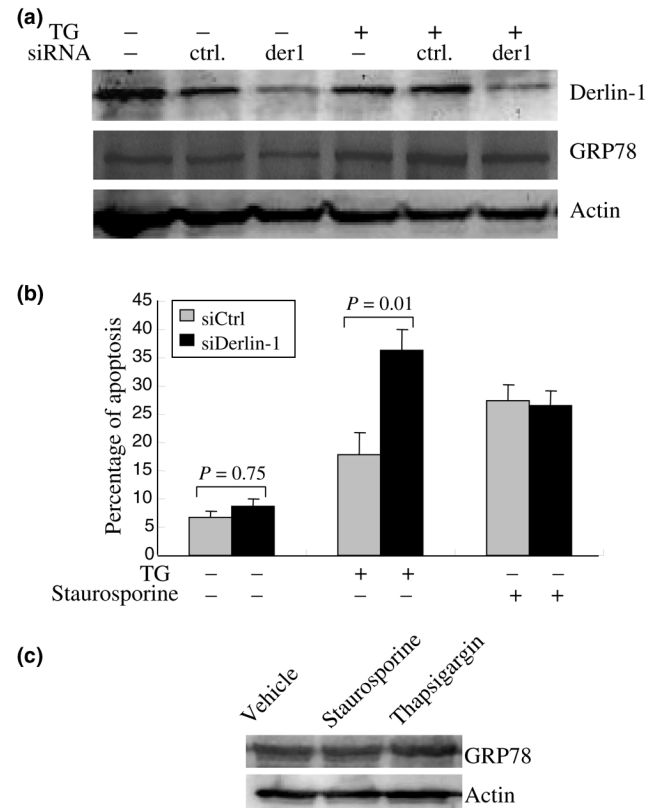 (a)
TG – – – + + +
siRNA – ctrl. der1 – ctrl. der1
Derlin-1
GRP78
Actin
(b)
siCtrl
siDerlin-1
P = 0.75
P = 0.01
Percentage of apoptosis
45
40
35
30
25
20
15
10
5
0
TG – – + + – –
Staurosporine – – – – + +
(c)
Vehicle
Staurosporine
Thapsigargin
GRP78
Actin